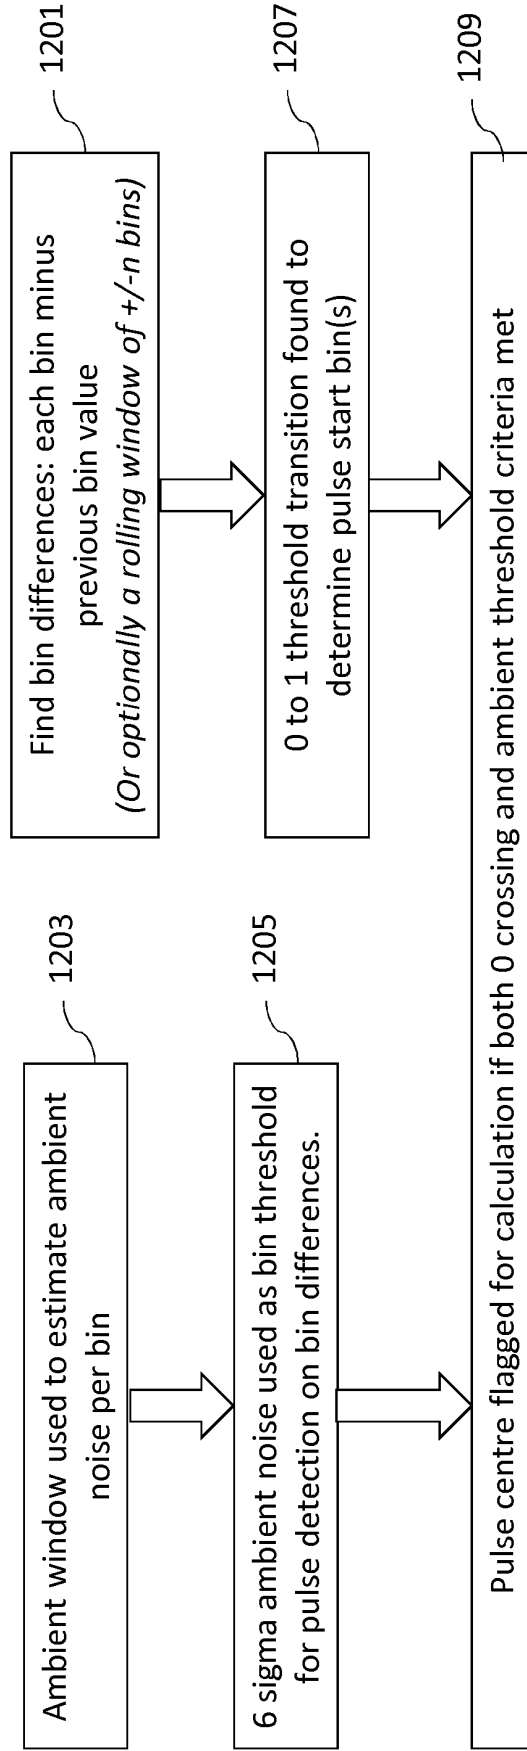 Ambient window used to estimate ambient
noise per bin
1203
6 sigma ambient noise used as bin threshold
for pulse detection on bin differences.
1205
Find bin differences: each bin minus
previous bin value
(Or optionally a rolling window of +/-n bins)
1201
0 to 1 threshold transition found to
determine pulse start bin(s)
1207
Pulse centre flagged for calculation if both 0 crossing and ambient threshold criteria met
1209